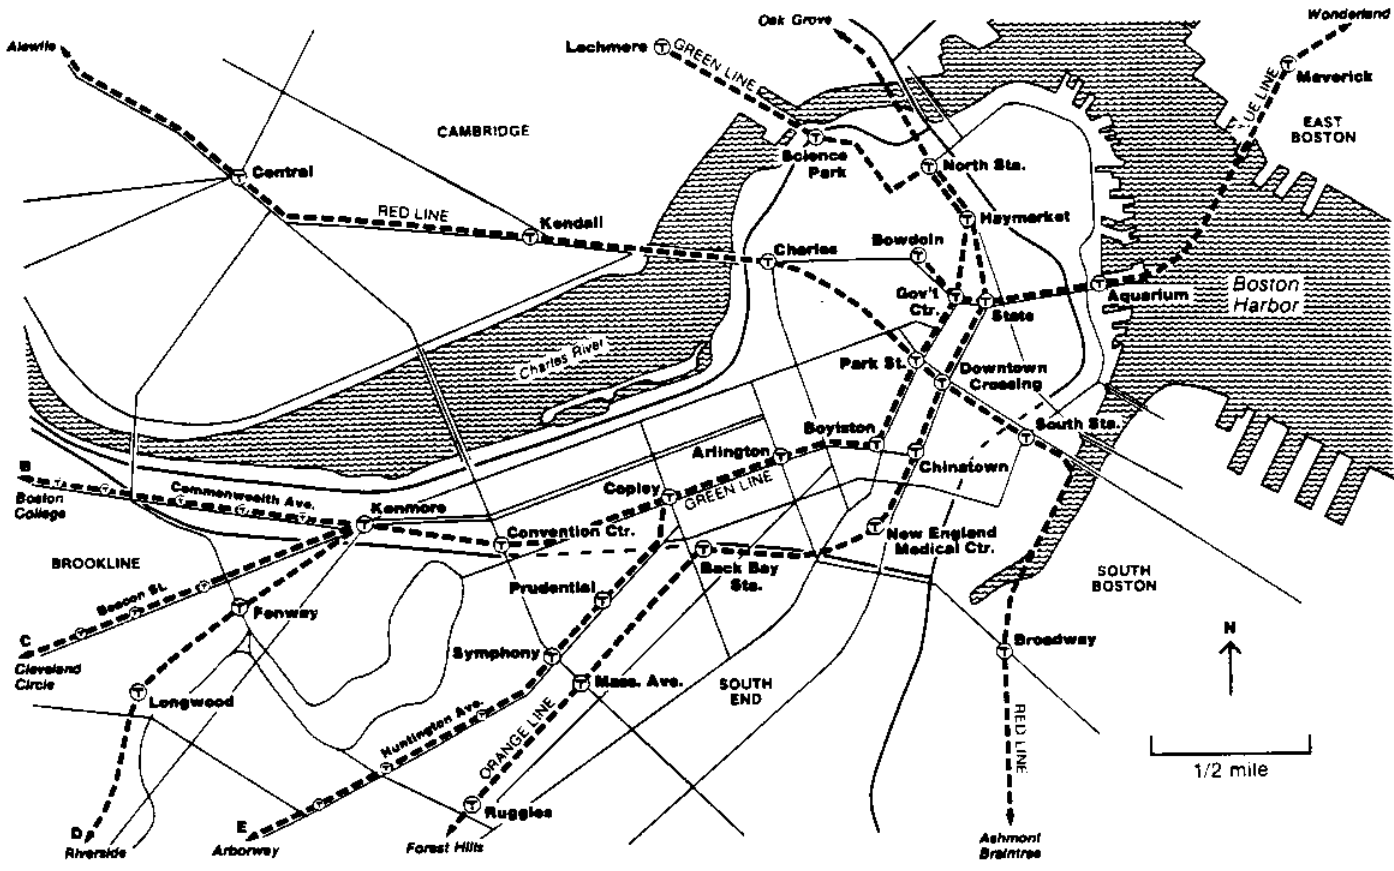 Oak Grove
Wonderland
Alewife
Lechmere
GREEN LINE
Maverick
BLUE LINE
CAMBRIDGE
EAST
BOSTON
Science
Park
North Sta.
Central
RED LINE
Kendall
Haymarket
Bowdoin
Charles
Gov't
Ctr.
State
Aquarium
Boston
Harbor
Charles River
Park St.
Downtown
Crossing
Boylston
South Sta.
Arlington
Chinatown
B
Boston
College
Commonwealth Ave.
Copley
GREEN LINE
Kenmore
Convention Ctr.
New England
Medical Ctr.
BROOKLINE
Back Bay
Sta.
SOUTH
BOSTON
Beacon St.
Prudential
Fenway
N
C
Cleveland
Circle
Symphony
Broadway
Mass. Ave.
SOUTH
END
Longwood
Huntington Ave.
ORANGE LINE
RED LINE
1/2 mile
Ruggles
D
Riverside
E
Arborway
Forest Hills
Ashmont
Braintree